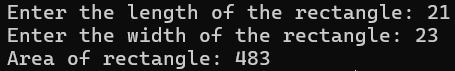 Enter the length of the rectangle: 21
Enter the width of the rectangle: 23
Area of rectangle: 483